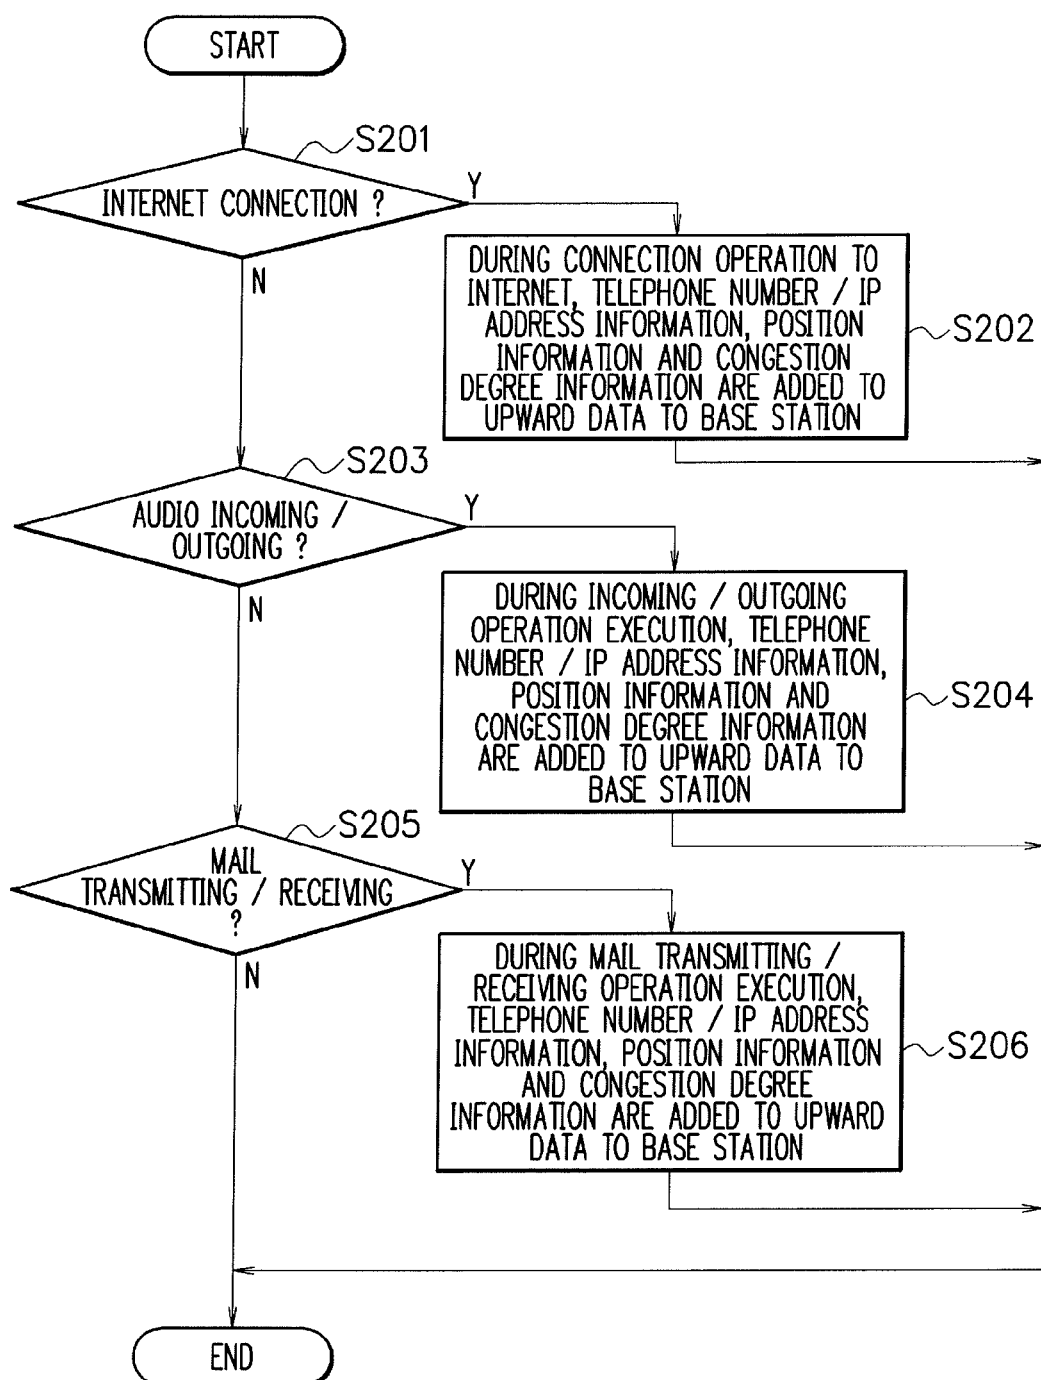 START
S201
INTERNET CONNECTION ?
Y
N
DURING CONNECTION OPERATION TO
INTERNET, TELEPHONE NUMBER / IP
ADDRESS INFORMATION, POSITION
INFORMATION AND CONGESTION
DEGREE INFORMATION ARE ADDED TO
UPWARD DATA TO BASE STATION
S202
S203
AUDIO INCOMING /
OUTGOING ?
Y
N
DURING INCOMING / OUTGOING
OPERATION EXECUTION, TELEPHONE
NUMBER / IP ADDRESS INFORMATION,
POSITION INFORMATION AND
CONGESTION DEGREE INFORMATION
ARE ADDED TO UPWARD DATA TO
BASE STATION
S204
S205
MAIL
TRANSMITTING / RECEIVING
?
Y
N
DURING MAIL TRANSMITTING /
RECEIVING OPERATION EXECUTION,
TELEPHONE NUMBER / IP ADDRESS
INFORMATION, POSITION INFORMATION
AND CONGESTION DEGREE
INFORMATION ARE ADDED TO UPWARD
DATA TO BASE STATION
S206
END